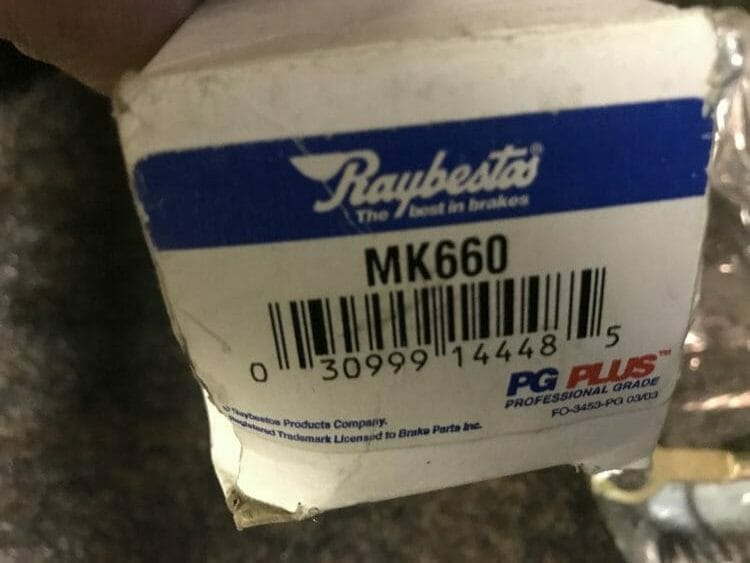 Raybestos®
The best in brakes
MK660
0 30999 14448 5
PG PLUS™
PROFESSIONAL GRADE
FO-3453-PG 03/03
Raybestos Products Company.
Registered Trademark Licensed to Brake Parts Inc.